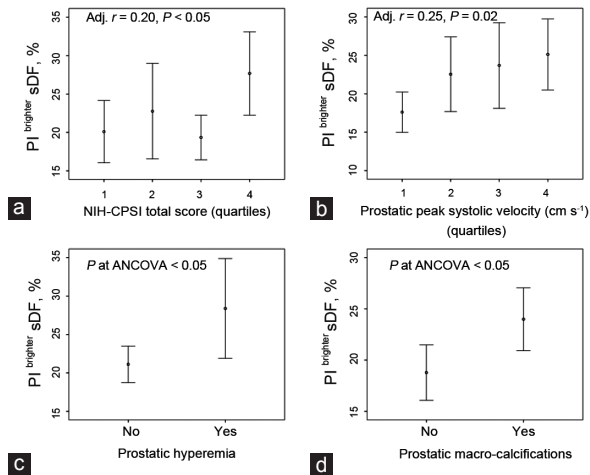 Adj. r = 0.20, P < 0.05
PI brighter sDF, %
35
30
25
20
15
1 2 3 4
NIH-CPSI total score (quartiles)
a
Adj. r = 0.25, P = 0.02
PI brighter sDF, %
30
25
20
15
10
1 2 3 4
Prostatic peak systolic velocity (cm s⁻¹)
(quartiles)
b
P at ANCOVA < 0.05
PI brighter sDF, %
35
30
25
20
15
No Yes
Prostatic hyperemia
c
P at ANCOVA < 0.05
PI brighter sDF, %
30
25
20
15
No Yes
Prostatic macro-calcifications
d